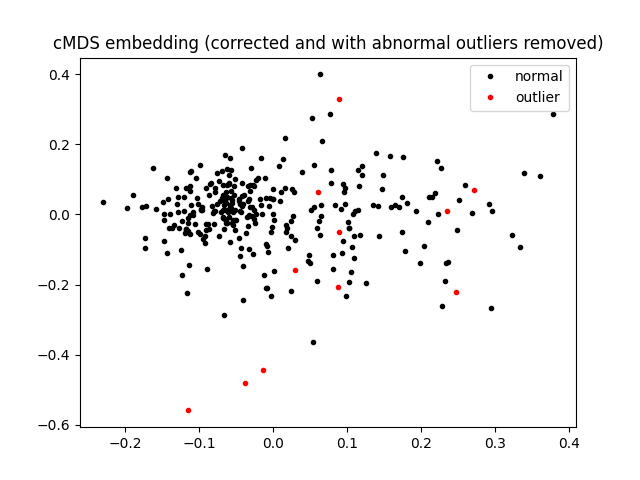 cMDS embedding (corrected and with abnormal outliers removed)
normal
outlier
0.4
0.2
0.0
−0.2
−0.4
−0.6
−0.2 −0.1 0.0 0.1 0.2 0.3 0.4